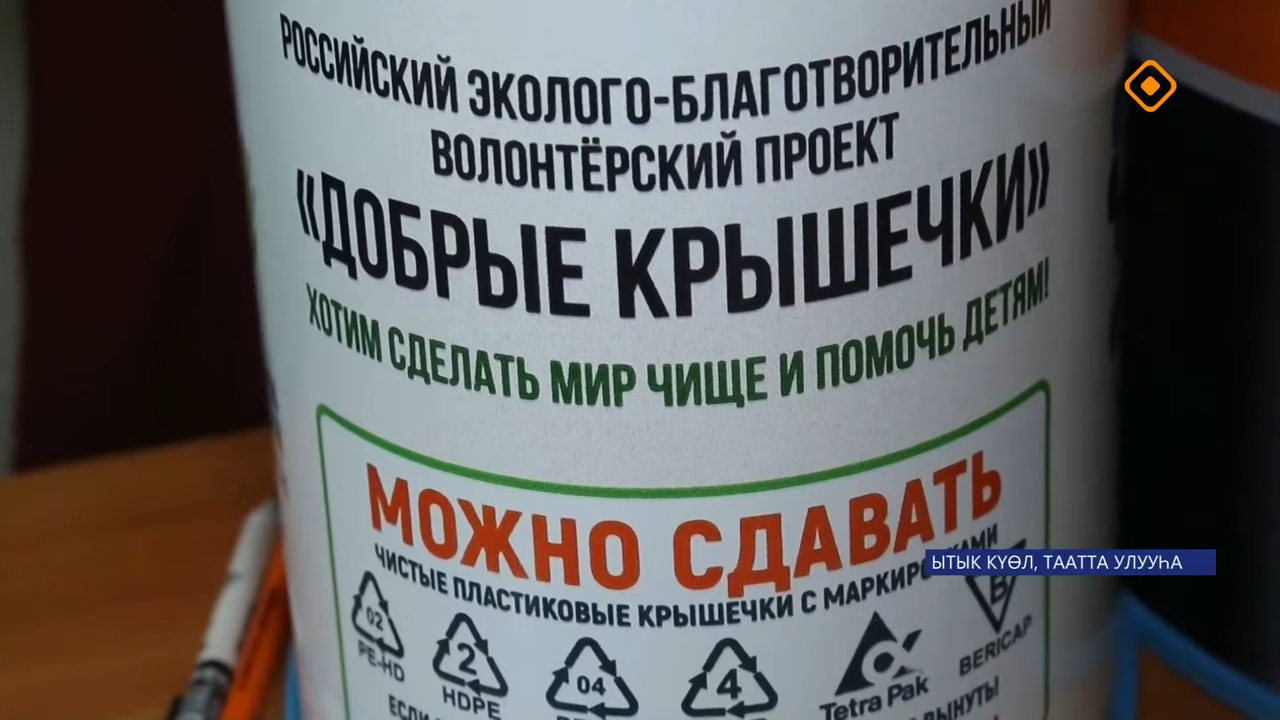 РОССИЙСКИЙ ЭКОЛОГО-БЛАГОТВОРИТЕЛЬНЫЙ
ВОЛОНТЁРСКИЙ ПРОЕКТ
«ДОБРЫЕ КРЫШЕЧКИ»
ХОТИМ СДЕЛАТЬ МИР ЧИЩЕ И ПОМОЧЬ ДЕТЯМ!
МОЖНО СДАВАТЬ
ЧИСТЫЕ ПЛАСТИКОВЫЕ КРЫШЕЧКИ С
ЫТЫК КҮӨЛ, ТААТТА УЛУУҺА
02 2 04 4 B
PE-HD HDPE Tetra Pak BERICAP